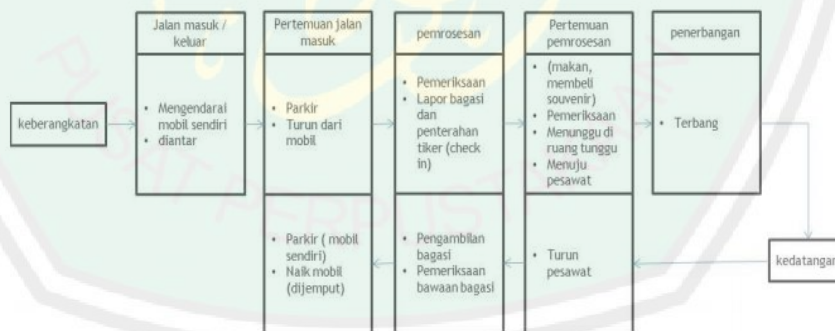 Jalan masuk /
keluar
Pertemuan jalan
masuk
pemrosesan
Pertemuan
pemrosesan
penerbangan
keberangkatan
• Mengendarai
mobil sendiri
• diantar
• Parkir
• Turun dari
mobil
• Pemeriksaan
• Lapor bagasi
dan
penterahan
tiker (check
in)
• (makan,
membeli
souvenir)
• Pemeriksaan
• Menunggu di
ruang tunggu
• Menuju
pesawat
• Terbang
• Parkir ( mobil
sendiri)
• Naik mobil
(dijemput)
• Pengambilan
bagasi
• Pemeriksaan
bawaan bagasi
• Turun
pesawat
kedatangan
PUSAT PERPUSTAKAAN